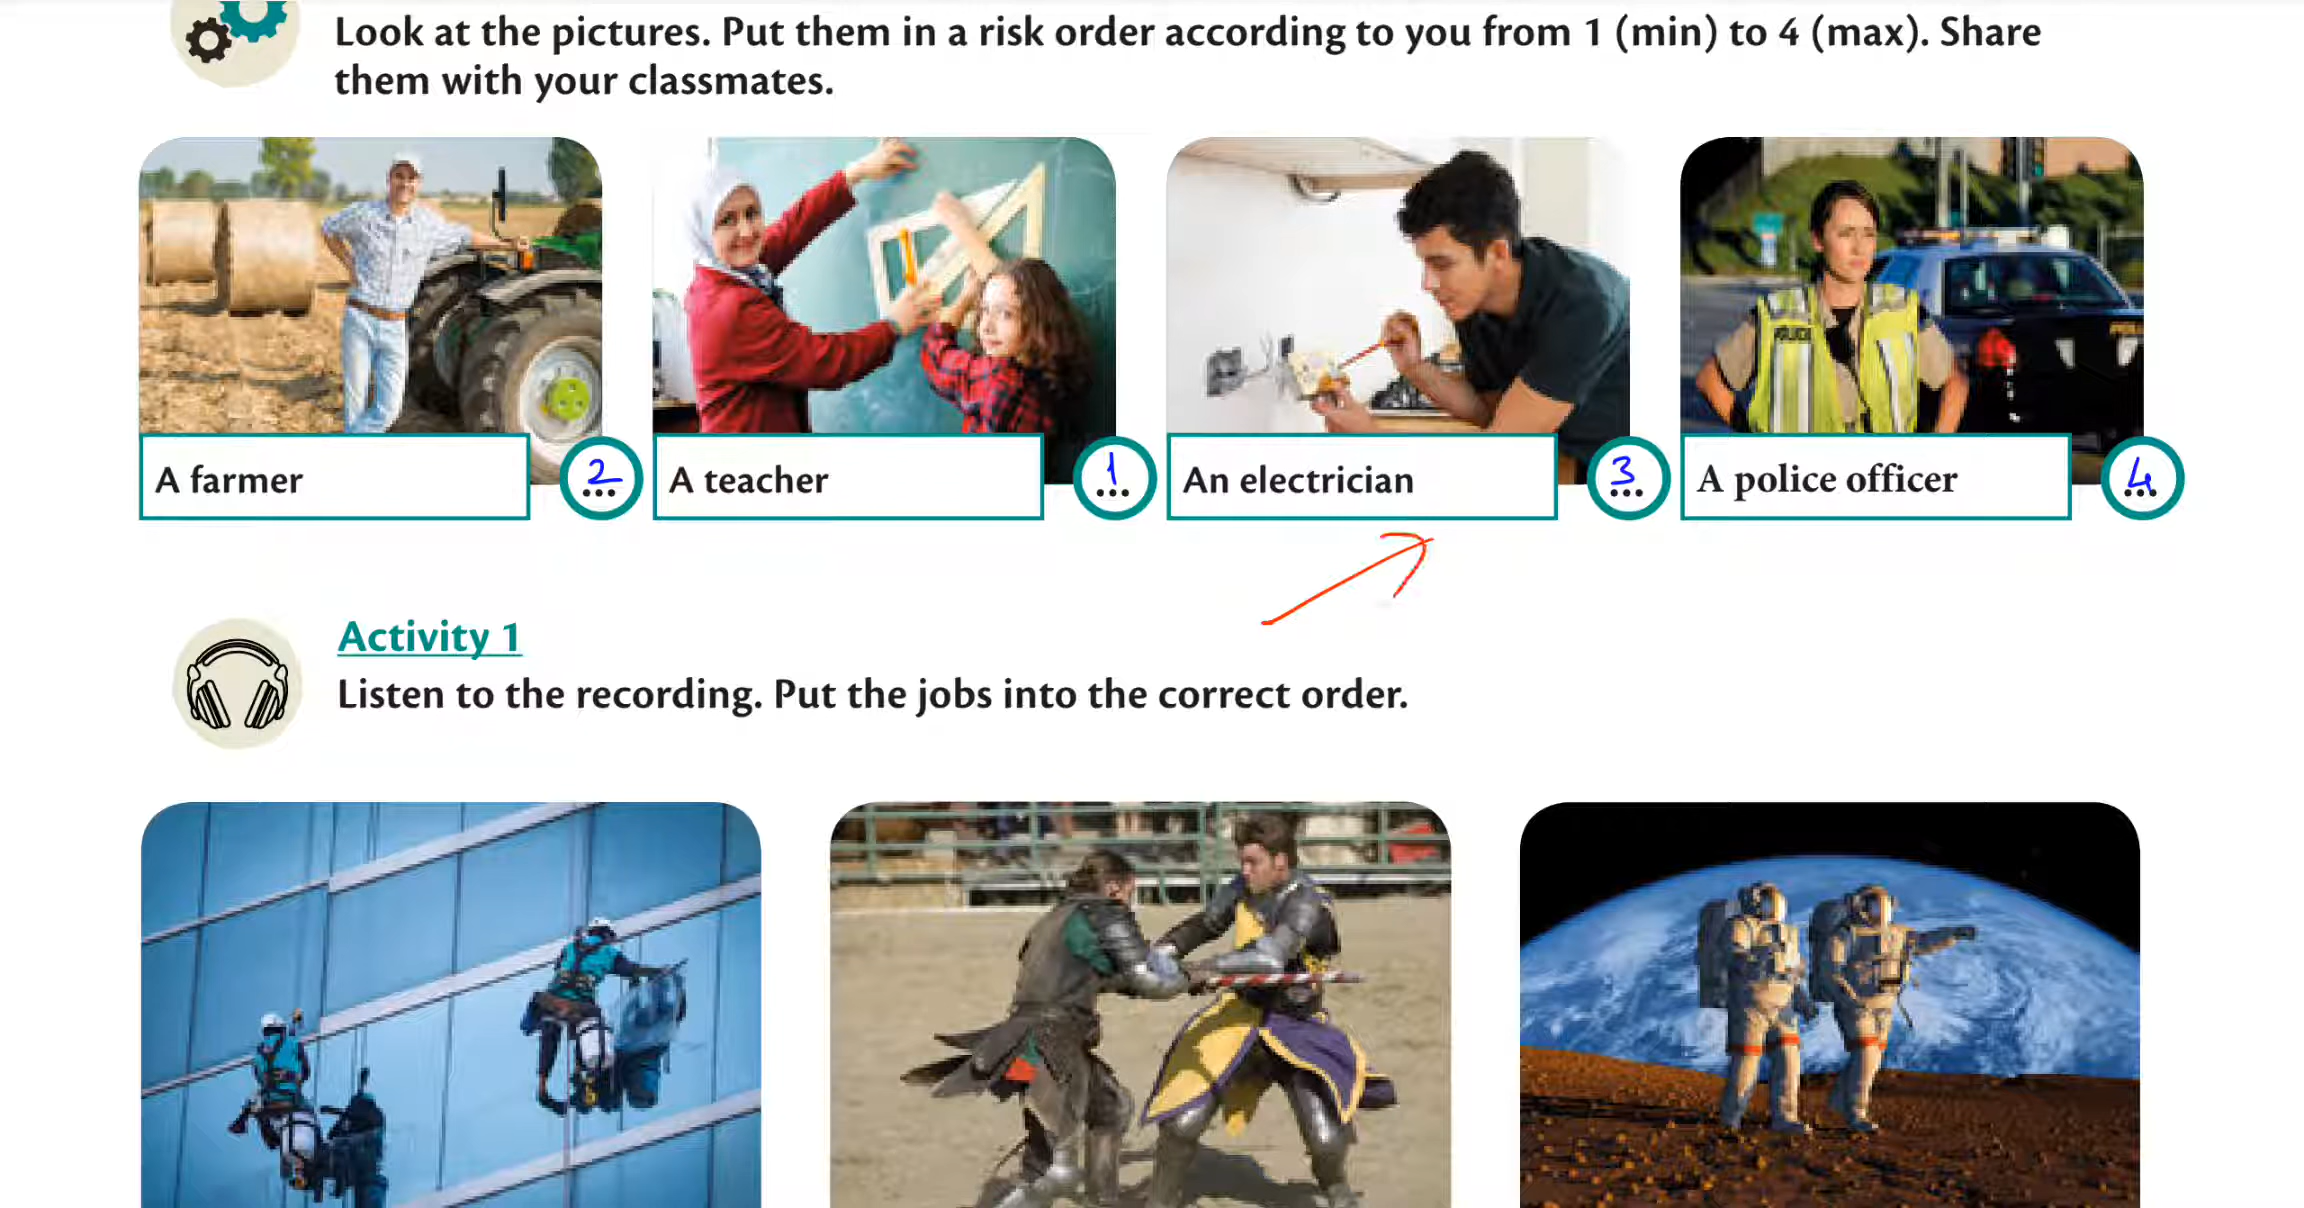 Look at the pictures. Put them in a risk order according to you from 1 (min) to 4 (max). Share
them with your classmates.
POLICE
A farmer
2
...
A teacher
1
...
An electrician
3
...
A police officer
4
...
Activity 1
Listen to the recording. Put the jobs into the correct order.